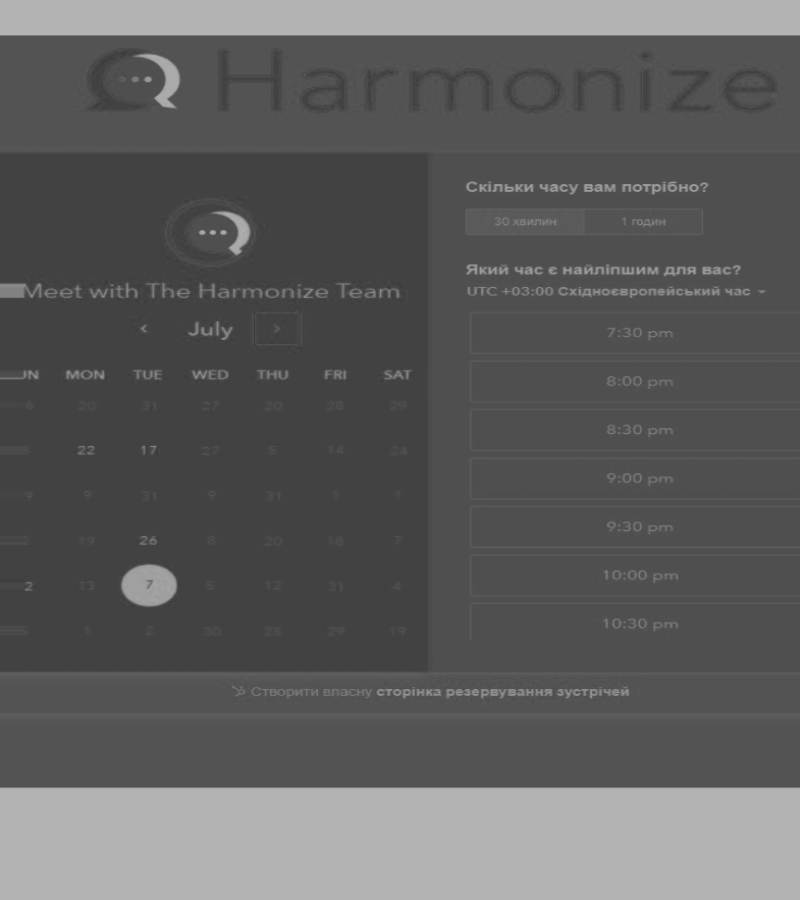 Harmonize
Meet with The Harmonize Team
July
MON TUE WED THU FRI SAT
20 31 27 20 28 29
22 17 27 5 14 24
9 9 31 9 31 1 1
19 26 8 20 18 7
2 13 7 5 12 31 4
1 2 30 25 29 19
Скільки часу вам потрібно?
30 хвилин 1 годин
Який час є найліпшим для вас?
UTC +03:00 Східноєвропейський час
7:30 pm
8:00 pm
8:30 pm
9:00 pm
9:30 pm
10:00 pm
10:30 pm
Створити власну сторінка резервування зустрічей